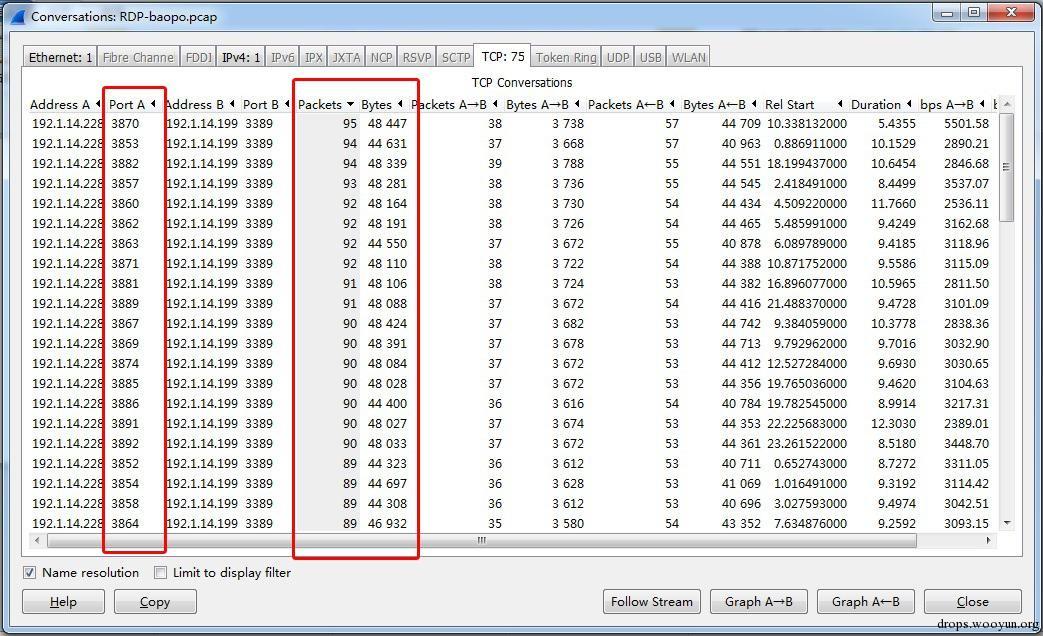 Conversations: RDP-baopo.pcap
Ethernet: 1 Fibre Channel FDDI IPv4: 1 IPv6 IPX JXTA NCP RSVP SCTP TCP: 75 Token Ring UDP USB WLAN
TCP Conversations
Address A Port A Address B Port B Packets Bytes Packets A→B Bytes A→B Packets A←B Bytes A←B Rel Start Duration bps A→B
192.1.14.228 3870 192.1.14.199 3389 95 48 447 38 3 738 57 44 709 10.338132000 5.4355 5501.58
192.1.14.228 3853 192.1.14.199 3389 94 44 631 37 3 668 57 40 963 0.886911000 10.1529 2890.21
192.1.14.228 3882 192.1.14.199 3389 94 48 339 39 3 788 55 44 551 18.199437000 10.6454 2846.68
192.1.14.228 3857 192.1.14.199 3389 93 48 281 38 3 736 55 44 545 2.418491000 8.4499 3537.07
192.1.14.228 3860 192.1.14.199 3389 92 48 164 38 3 730 54 44 434 4.509220000 11.7660 2536.11
192.1.14.228 3862 192.1.14.199 3389 92 48 191 38 3 726 54 44 465 5.485991000 9.4249 3162.68
192.1.14.228 3863 192.1.14.199 3389 92 44 550 37 3 672 55 40 878 6.089789000 9.4185 3118.96
192.1.14.228 3871 192.1.14.199 3389 92 48 110 38 3 722 54 44 388 10.871752000 9.5586 3115.09
192.1.14.228 3881 192.1.14.199 3389 91 48 106 38 3 724 53 44 382 16.896077000 10.5965 2811.50
192.1.14.228 3889 192.1.14.199 3389 91 48 088 37 3 672 54 44 416 21.488370000 9.4728 3101.09
192.1.14.228 3867 192.1.14.199 3389 90 48 424 37 3 682 53 44 742 9.384059000 10.3778 2838.36
192.1.14.228 3869 192.1.14.199 3389 90 48 391 37 3 678 53 44 713 9.792962000 9.7016 3032.90
192.1.14.228 3874 192.1.14.199 3389 90 48 084 37 3 672 53 44 412 12.527284000 9.6930 3030.65
192.1.14.228 3885 192.1.14.199 3389 90 48 028 37 3 672 53 44 356 19.765036000 9.4620 3104.63
192.1.14.228 3886 192.1.14.199 3389 90 44 400 36 3 616 54 40 784 19.782545000 8.9914 3217.31
192.1.14.228 3891 192.1.14.199 3389 90 48 027 37 3 674 53 44 353 22.225683000 12.3030 2389.01
192.1.14.228 3892 192.1.14.199 3389 90 48 033 37 3 672 53 44 361 23.261522000 8.5180 3448.70
192.1.14.228 3852 192.1.14.199 3389 89 44 323 36 3 612 53 40 711 0.652743000 8.7272 3311.05
192.1.14.228 3854 192.1.14.199 3389 89 44 697 36 3 628 53 41 069 1.016491000 9.3192 3114.42
192.1.14.228 3858 192.1.14.199 3389 89 44 308 36 3 612 53 40 696 3.027593000 9.4974 3042.51
192.1.14.228 3864 192.1.14.199 3389 89 46 932 35 3 580 54 43 352 7.634876000 9.2592 3093.15
Name resolution Limit to display filter
Help Copy Follow Stream Graph A→B Graph A←B Close
drops.wooyun.org